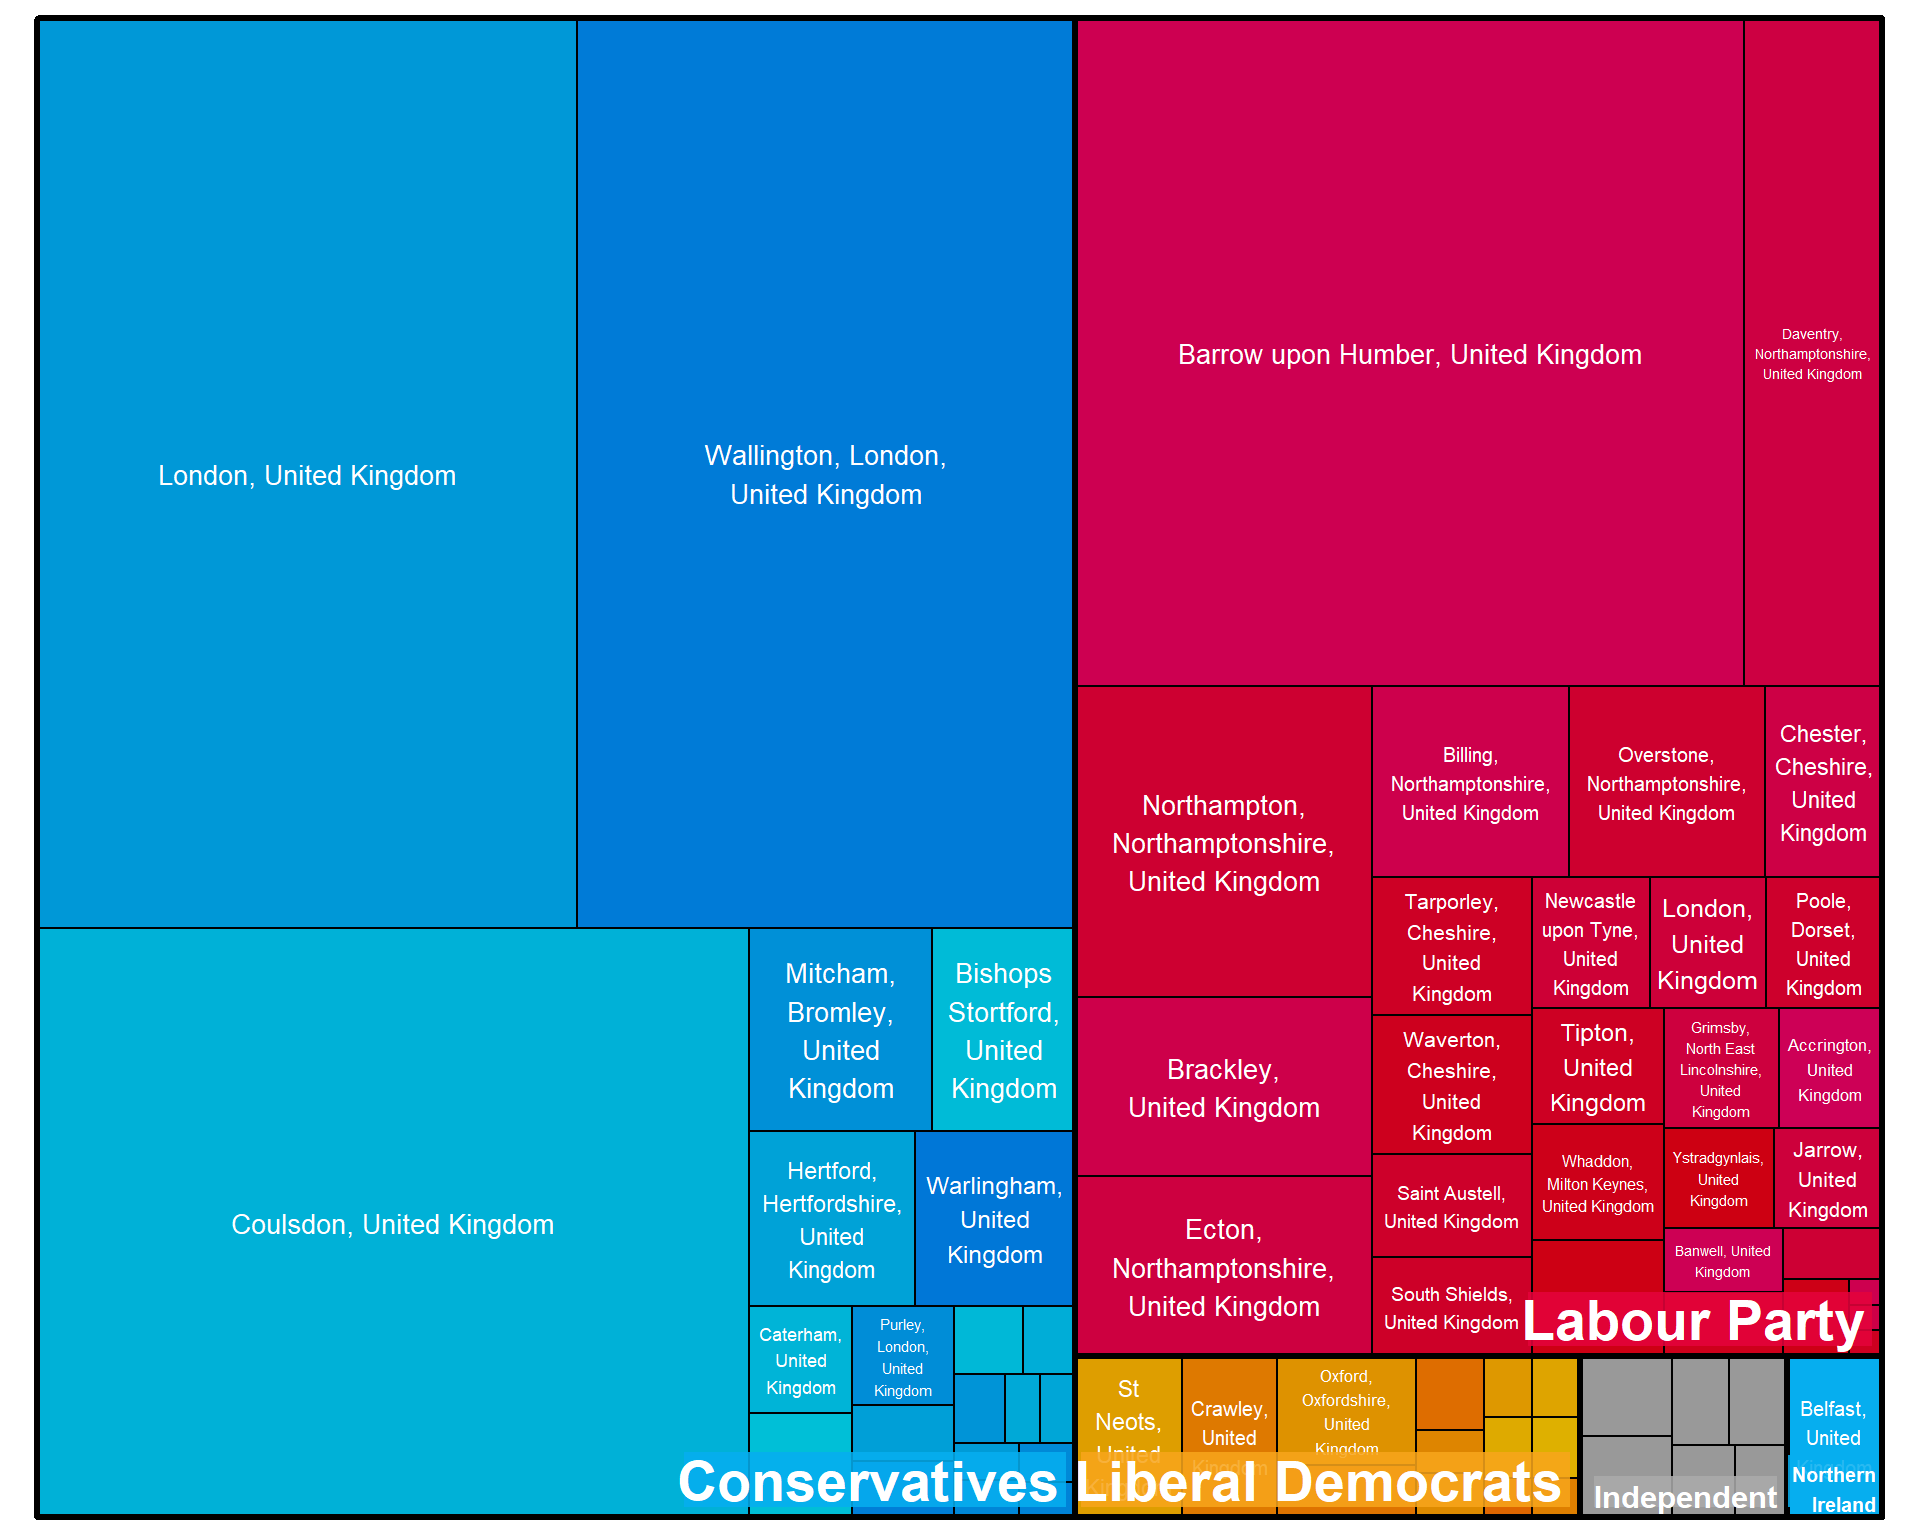 London, United Kingdom
Wallington, London,
United Kingdom
Coulsdon, United Kingdom
Mitcham,
Bromley,
United
Kingdom
Bishops
Stortford,
United
Kingdom
Hertford,
Hertfordshire,
United
Kingdom
Warlingham,
United
Kingdom
Caterham,
United
Kingdom
Purley,
London,
United
Kingdom
Conservatives
Barrow upon Humber, United Kingdom
Daventry,
Northamptonshire,
United Kingdom
Northampton,
Northamptonshire,
United Kingdom
Brackley,
United Kingdom
Ecton,
Northamptonshire,
United Kingdom
Billing,
Northamptonshire,
United Kingdom
Overstone,
Northamptonshire,
United Kingdom
Chester,
Cheshire,
United
Kingdom
Tarporley,
Cheshire,
United
Kingdom
Newcastle
upon Tyne,
United
Kingdom
London,
United
Kingdom
Poole,
Dorset,
United
Kingdom
Waverton,
Cheshire,
United
Kingdom
Tipton,
United
Kingdom
Grimsby,
North East
Lincolnshire,
United
Kingdom
Accrington,
United
Kingdom
Saint Austell,
United Kingdom
Whaddon,
Milton Keynes,
United Kingdom
Ystradgynlais,
United
Kingdom
Jarrow,
United
Kingdom
South Shields,
United Kingdom
Banwell, United
Kingdom
Labour Party
St
Neots,
United
Kingdom
Crawley,
United
Kingdom
Oxford,
Oxfordshire,
United
Kingdom
Liberal Democrats
Independent
Belfast,
United
Kingdom
Northern
Ireland